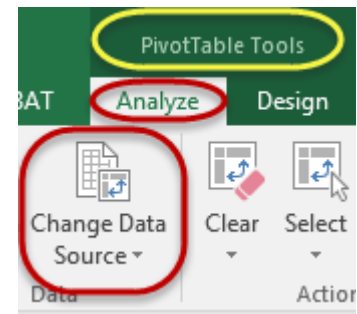 PivotTable Tools
BAT Analyze Design
Change Data Source Clear Select
Data Action